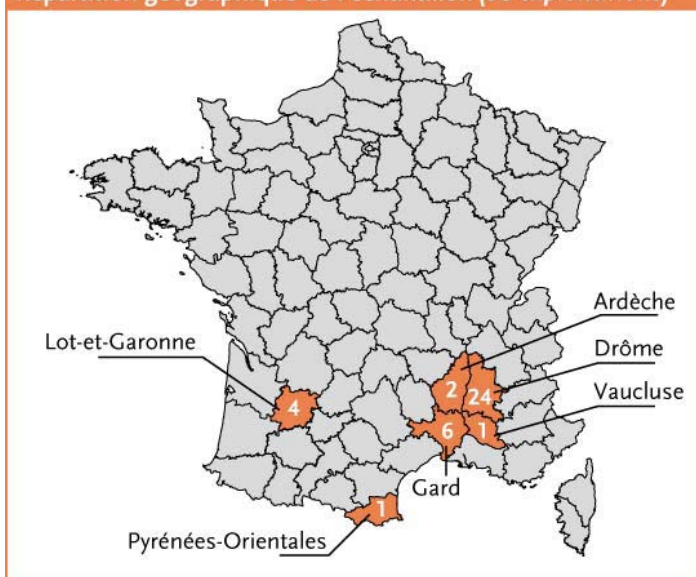 Ardèche
Lot-et-Garonne
Drôme
2
24
Vaucluse
4
6
1
Gard
1
Pyrénées-Orientales